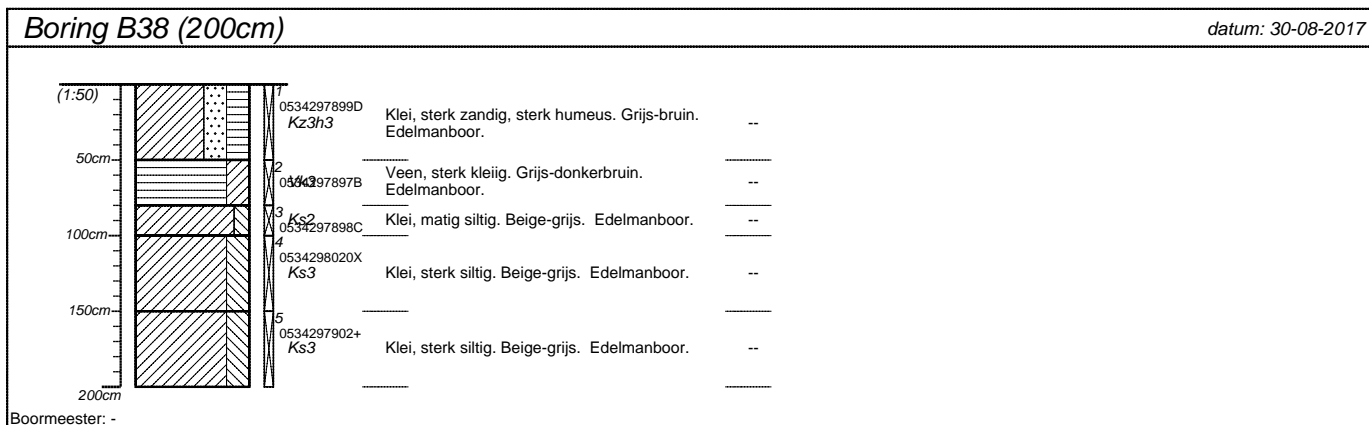 Boring B38 (200cm)
datum: 30-08-2017
(1:50)
1
0534297899D
Kz3h3
Klei, sterk zandig, sterk humeus. Grijs-bruin.
Edelmanboor.
--
50cm
2
0534297897B
Veen, sterk kleiig. Grijs-donkerbruin.
Edelmanboor.
--
3
Ks2
0534297898C
Klei, matig siltig. Beige-grijs. Edelmanboor.
--
100cm
4
0534298020X
Ks3
Klei, sterk siltig. Beige-grijs. Edelmanboor.
--
150cm
5
0534297902+
Ks3
Klei, sterk siltig. Beige-grijs. Edelmanboor.
--
200cm
Boormeester: -